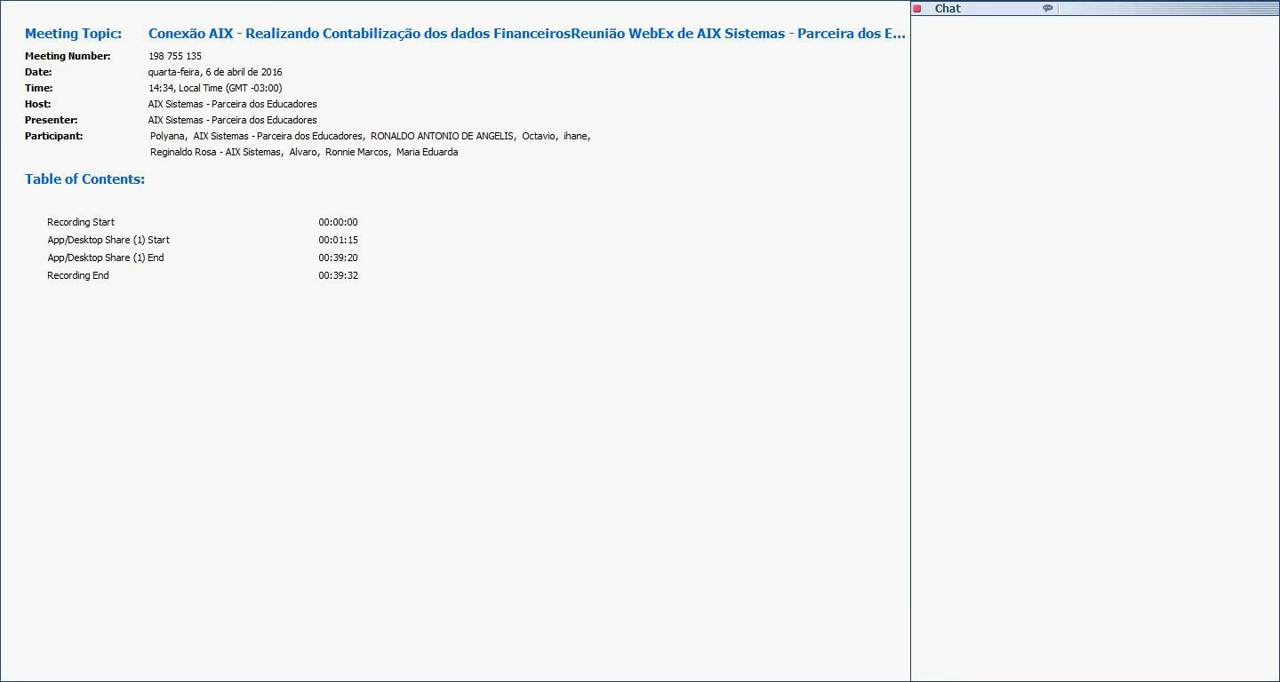 Chat
Meeting Topic: Conexão AIX - Realizando Contabilização dos dados FinanceirosReunião WebEx de AIX Sistemas - Parceira dos E...
Meeting Number: 198 755 135
Date: quarta-feira, 6 de abril de 2016
Time: 14:34, Local Time (GMT -03:00)
Host: AIX Sistemas - Parceira dos Educadores
Presenter: AIX Sistemas - Parceira dos Educadores
Participant: Polyana, AIX Sistemas - Parceira dos Educadores, RONALDO ANTONIO DE ANGELIS, Octavio, ihane,
Reginaldo Rosa - AIX Sistemas, Alvaro, Ronnie Marcos, Maria Eduarda
Table of Contents:
Recording Start 00:00:00
App/Desktop Share (1) Start 00:01:15
App/Desktop Share (1) End 00:39:20
Recording End 00:39:32